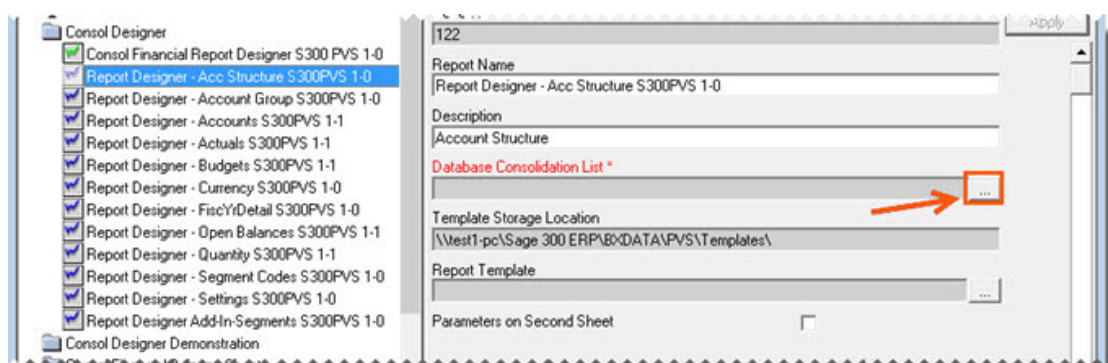 Consol Designer
Consol Financial Report Designer S300 PVS 1-0
Report Designer - Acc Structure S300PVS 1-0
Report Designer - Account Group S300PVS 1-0
Report Designer - Accounts S300PVS 1-1
Report Designer - Actuals S300PVS 1-1
Report Designer - Budgets S300PVS 1-1
Report Designer - Currency S300PVS 1-0
Report Designer - FiscYrDetail S300PVS 1-0
Report Designer - Open Balances S300PVS 1-1
Report Designer - Quantity S300PVS 1-1
Report Designer - Segment Codes S300PVS 1-0
Report Designer - Settings S300PVS 1-0
Report Designer Add-In-Segments S300PVS 1-0
Consol Designer Demonstration
122
Apply
Report Name
Report Designer - Acc Structure S300PVS 1-0
Description
Account Structure
Database Consolidation List *
...
Template Storage Location
\\test1-pc\Sage 300 ERP\BXDATA\PVS\Templates\
Report Template
...
Parameters on Second Sheet